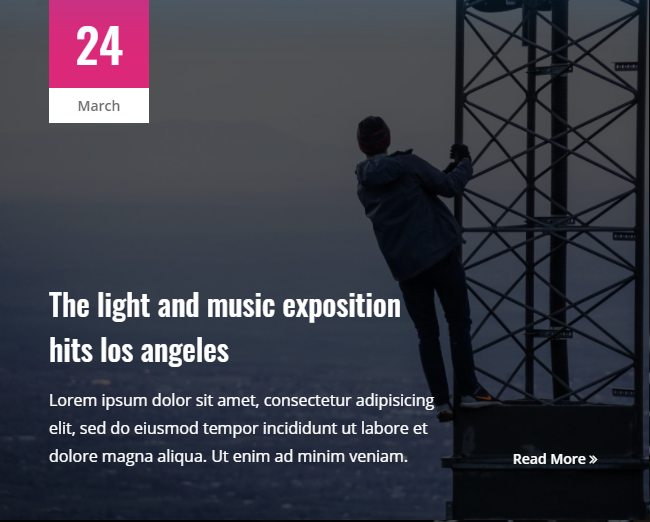 24
March
The light and music exposition
hits los angeles
Lorem ipsum dolor sit amet, consectetur adipisicing
elit, sed do eiusmod tempor incididunt ut labore et
dolore magna aliqua. Ut enim ad minim veniam.
Read More »